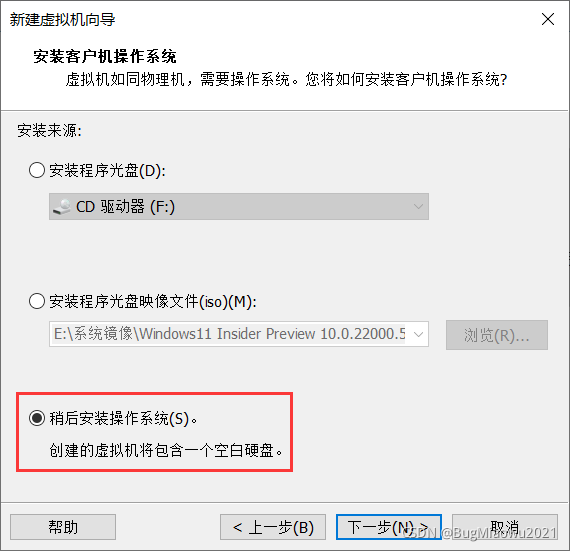 新建虚拟机向导
安装客户机操作系统
虚拟机如同物理机，需要操作系统。您将如何安装客户机操作系统?
安装来源:
安装程序光盘(D):
CD 驱动器 (F:)
安装程序光盘映像文件(iso)(M):
E:\系统镜像\Windows11 Insider Preview 10.0.22000.5
浏览(R)...
稍后安装操作系统(S)。
创建的虚拟机将包含一个空白硬盘。
帮助
< 上一步(B)
下一步(N) >
取消
CSDN @BugMiaowu2021